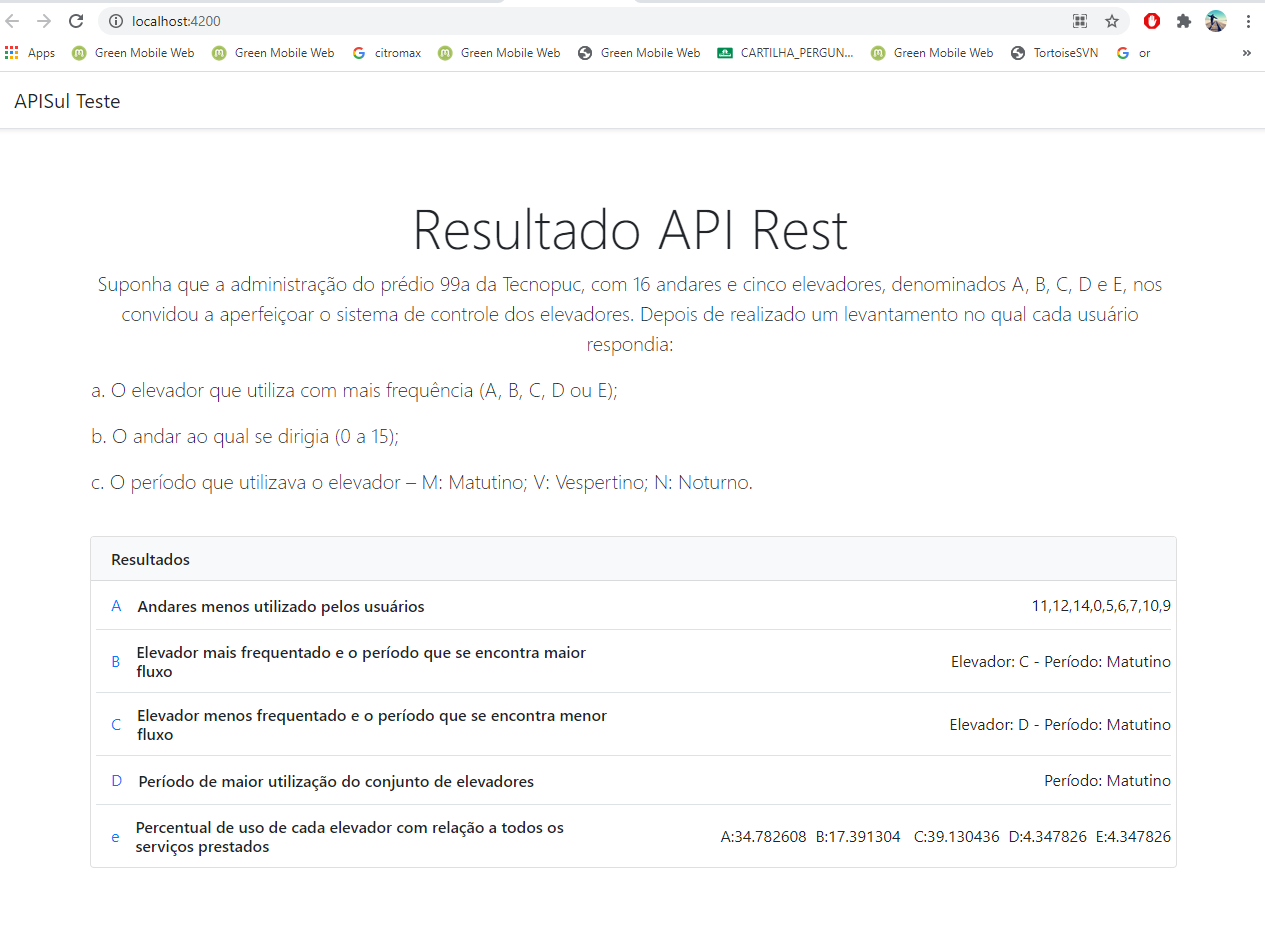 localhost:4200
Apps Green Mobile Web Green Mobile Web citromax Green Mobile Web Green Mobile Web CARTILHA_PERGUN... Green Mobile Web TortoiseSVN or »
APISul Teste
Resultado API Rest
Suponha que a administração do prédio 99a da Tecnopuc, com 16 andares e cinco elevadores, denominados A, B, C, D e E, nos
convidou a aperfeiçoar o sistema de controle dos elevadores. Depois de realizado um levantamento no qual cada usuário
respondia:
a. O elevador que utiliza com mais frequência (A, B, C, D ou E);
b. O andar ao qual se dirigia (0 a 15);
c. O período que utilizava o elevador – M: Matutino; V: Vespertino; N: Noturno.
Resultados
A Andares menos utilizado pelos usuários 11,12,14,0,5,6,7,10,9
B Elevador mais frequentado e o período que se encontra maior
fluxo Elevador: C - Período: Matutino
C Elevador menos frequentado e o período que se encontra menor
fluxo Elevador: D - Período: Matutino
D Período de maior utilização do conjunto de elevadores Período: Matutino
e Percentual de uso de cada elevador com relação a todos os
serviços prestados A:34.782608 B:17.391304 C:39.130436 D:4.347826 E:4.347826